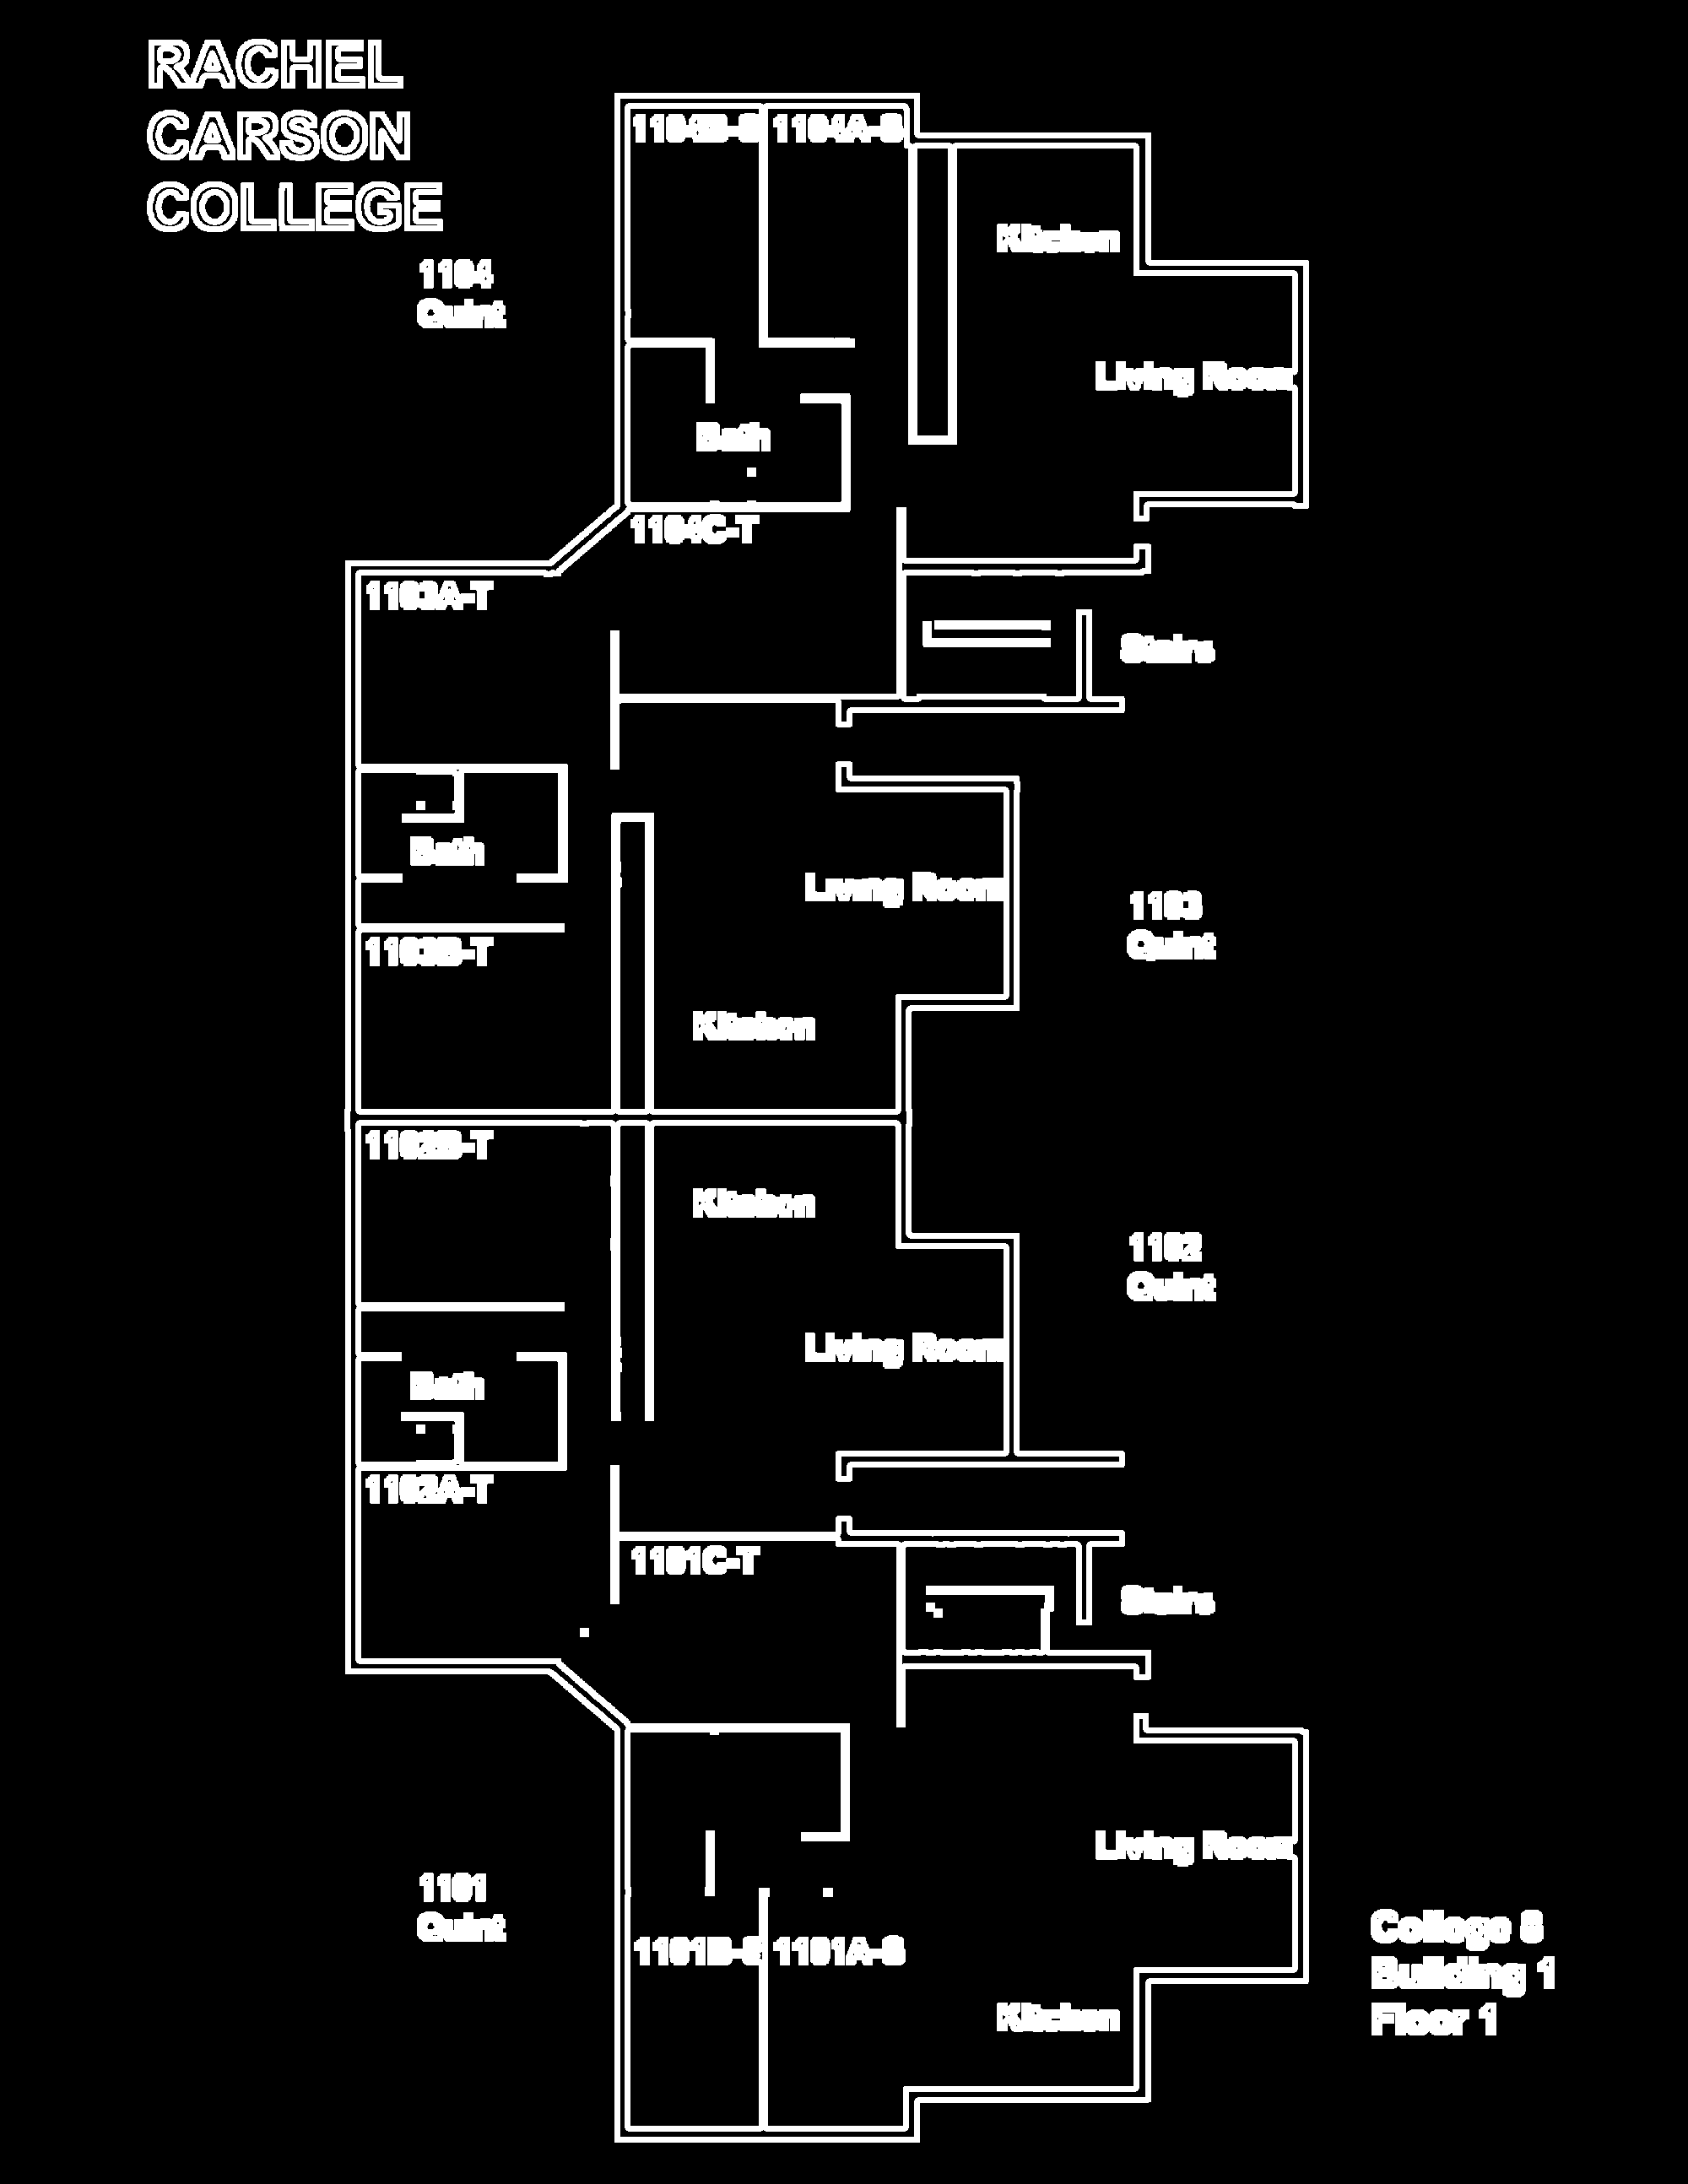 RACHEL
CARSON
COLLEGE
1104B-S 1104A-S
Kitchen
1104
Quint
Living Room
Bath
1104C-T
1103A-T
Stairs
Bath
Living Room
1103
Quint
1103B-T
Kitchen
1102B-T
Kitchen
1102
Quint
Living Room
Bath
1102A-T
1101C-T
Stairs
Living Room
1101
Quint
1101B-S 1101A-S
Kitchen
College 8
Building 1
Floor 1